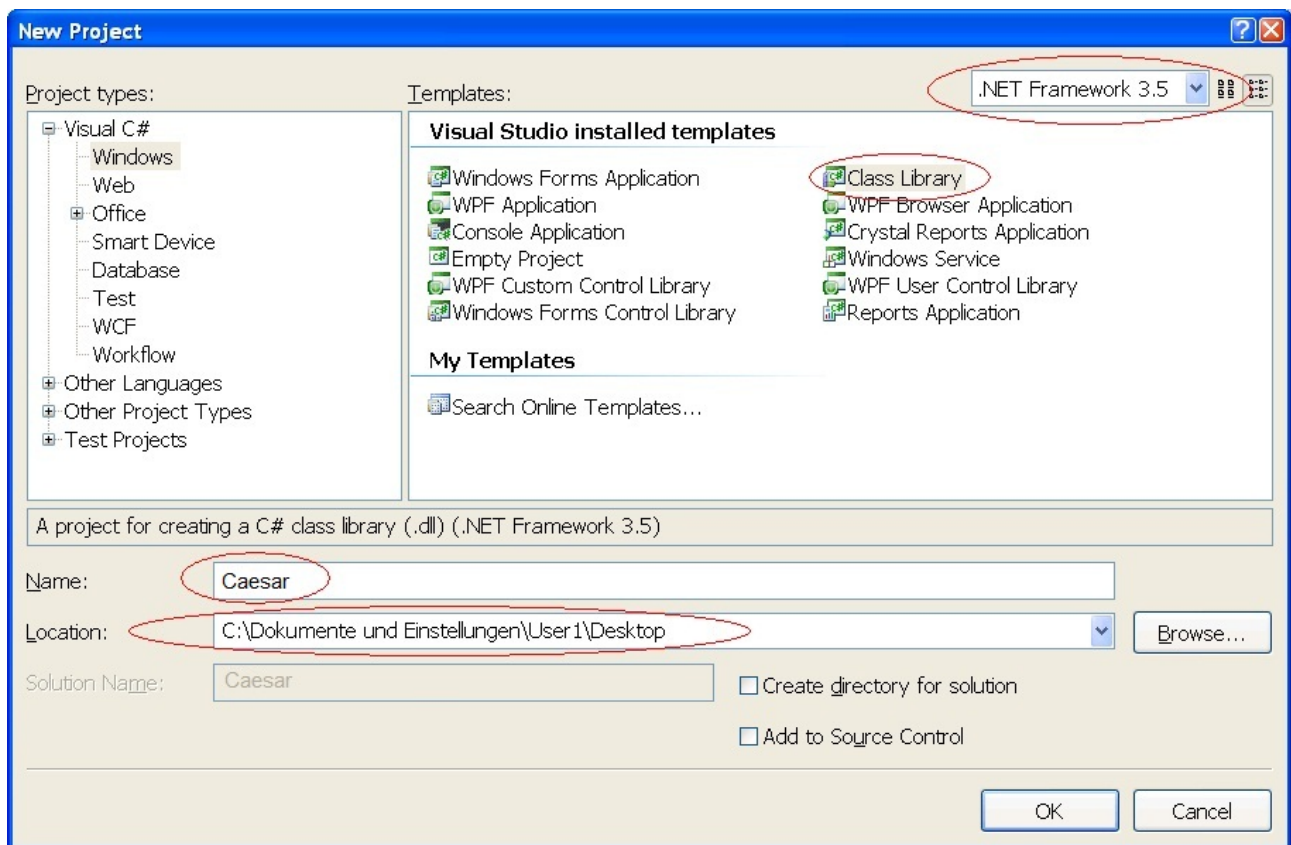 New Project
Project types:
Templates:
.NET Framework 3.5
Visual C#
Windows
Web
Office
Smart Device
Database
Test
WCF
Workflow
Other Languages
Other Project Types
Test Projects
Visual Studio installed templates
Windows Forms Application
Class Library
WPF Application
WPF Browser Application
Console Application
Crystal Reports Application
Empty Project
Windows Service
WPF Custom Control Library
WPF User Control Library
Windows Forms Control Library
Reports Application
My Templates
Search Online Templates...
A project for creating a C# class library (.dll) (.NET Framework 3.5)
Name:
Caesar
Location:
C:\Dokumente und Einstellungen\User1\Desktop
Browse...
Solution Name:
Caesar
Create directory for solution
Add to Source Control
OK
Cancel